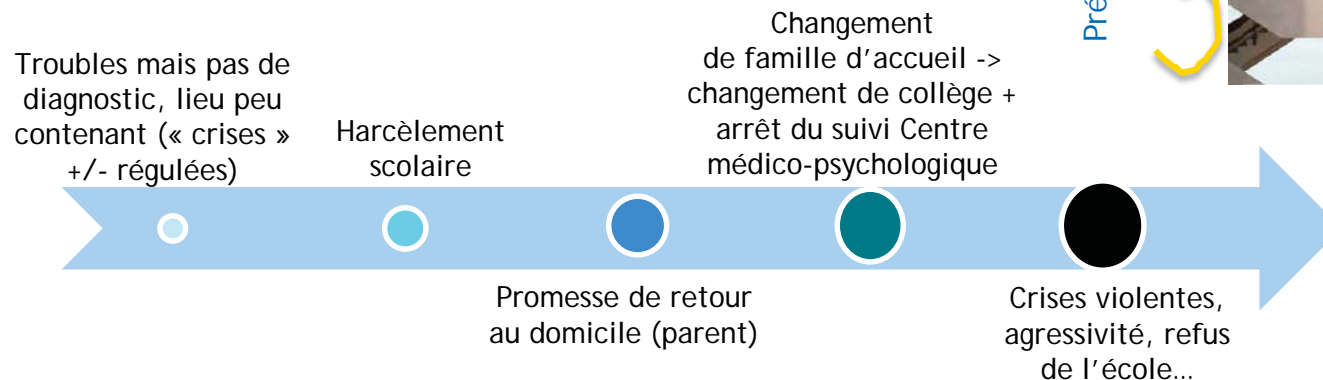 Troubles mais pas de
diagnostic, lieu peu
contenant (« crises »
+/- régulées)
Harcèlement
scolaire
Promesse de retour
au domicile (parent)
Changement
de famille d’accueil ->
changement de collège +
arrêt du suivi Centre
médico-psychologique
Crises violentes,
agressivité, refus
de l’école…
Pré